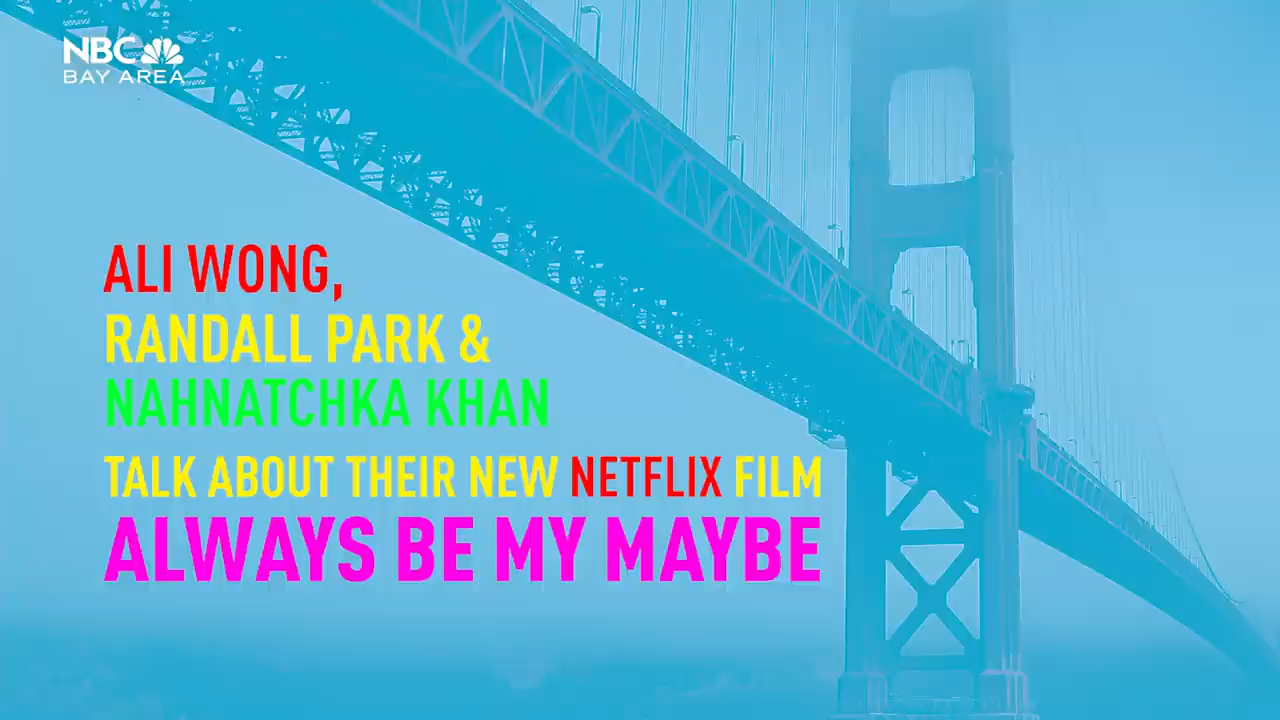 NBC
BAY AREA
ALI WONG,
RANDALL PARK &
NAHNATCHKA KHAN
TALK ABOUT THEIR NEW NETFLIX FILM
ALWAYS BE MY MAYBE